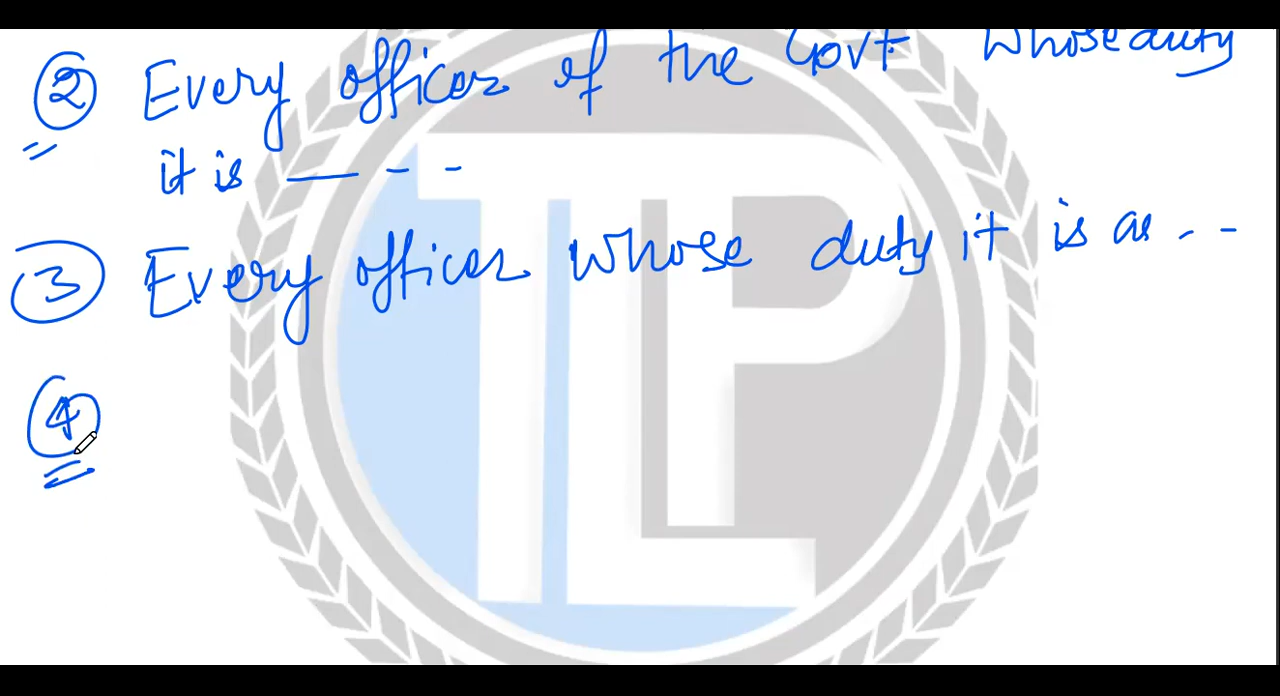 ② Every officer of the Govt whose duty
it is — - -
③ Every officer whose duty it is as - -
④
TLP